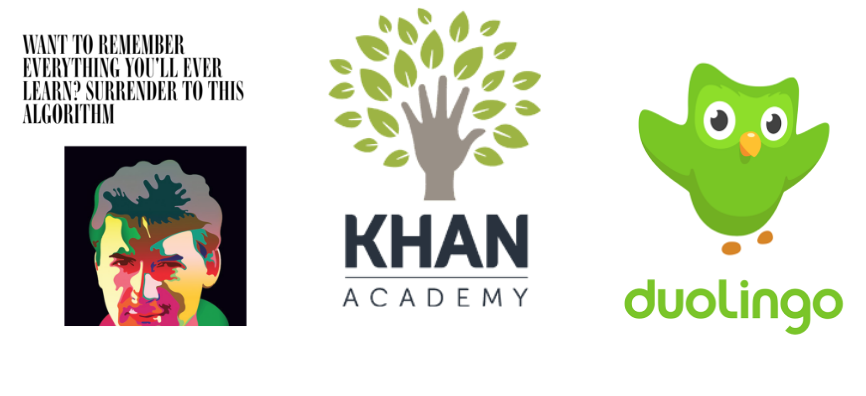 WANT TO REMEMBER
EVERYTHING YOU'LL EVER
LEARN? SURRENDER TO THIS
ALGORITHM
KHAN
ACADEMY
duolingo